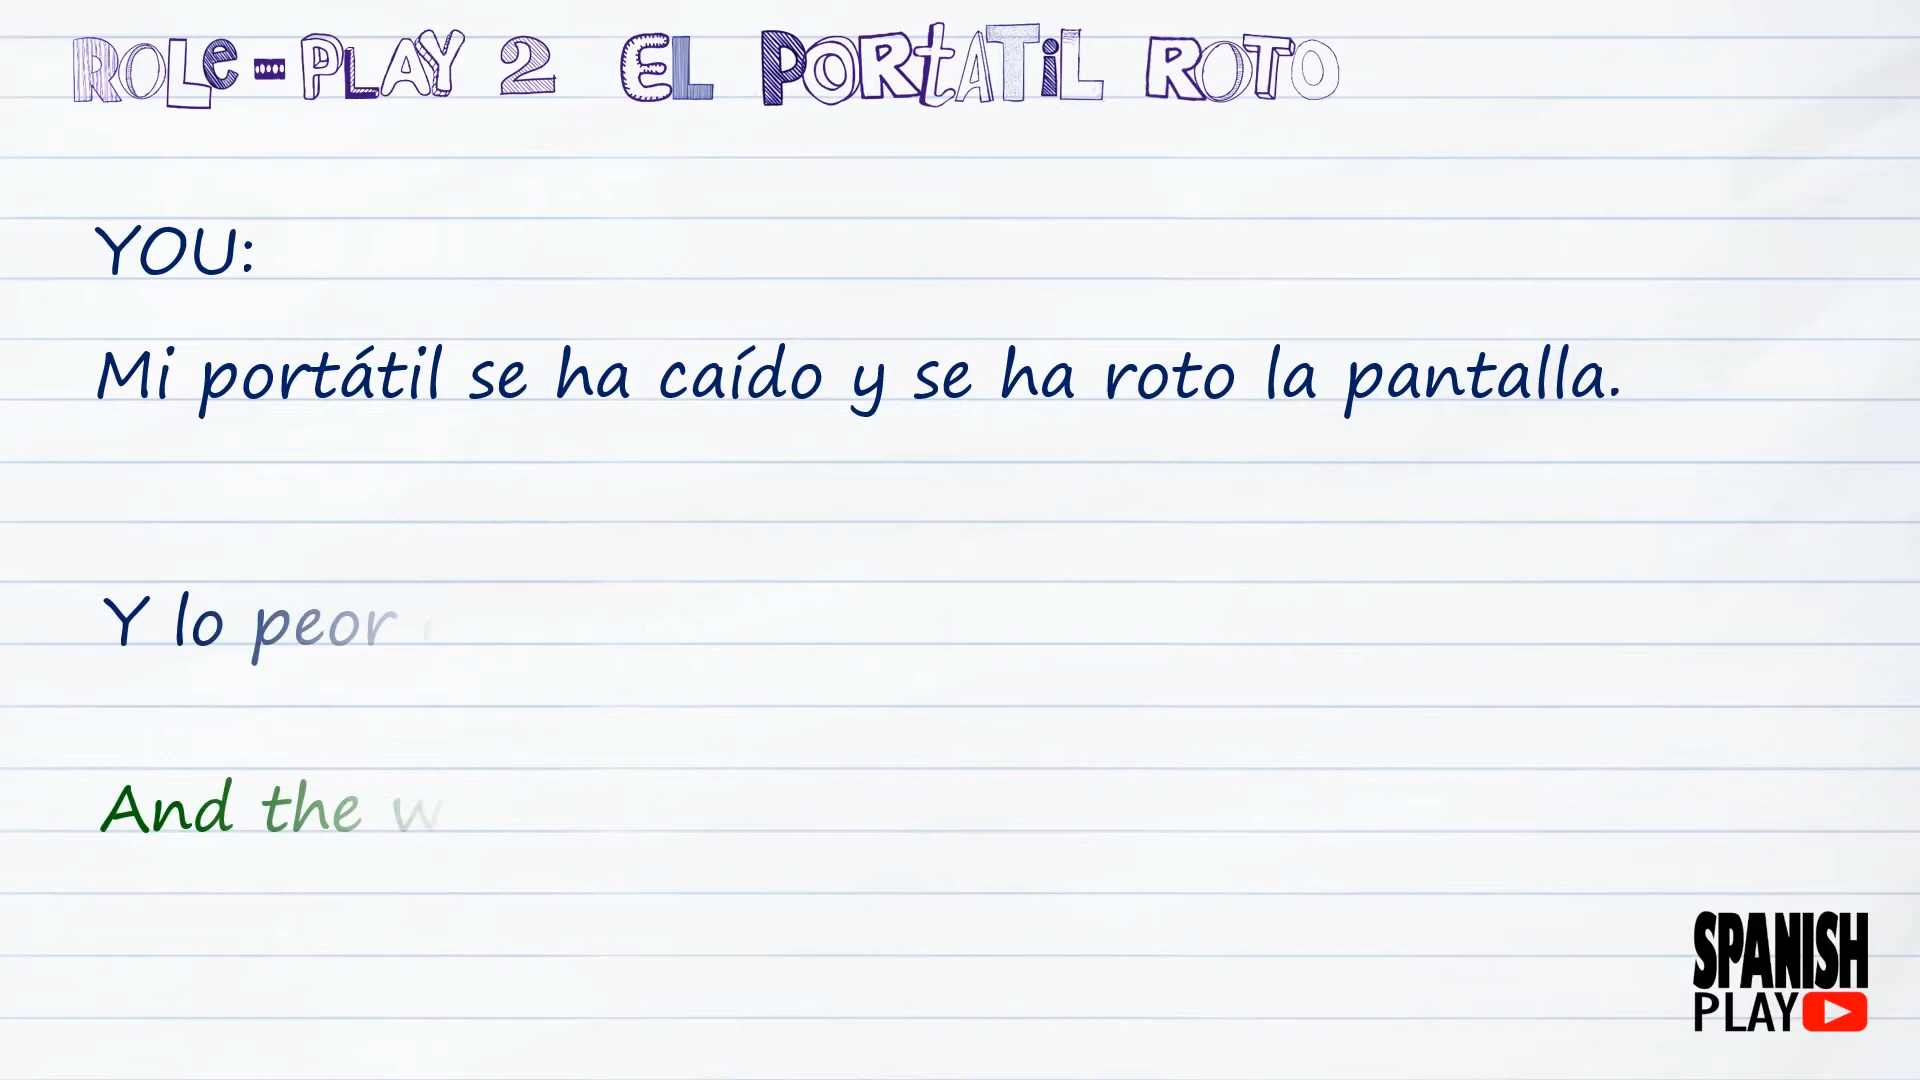 ROLe-PLAY 2 EL PORtATiL ROTO
YOU:
Mi portátil se ha caído y se ha roto la pantalla.
Y lo peor
And the
SPANISH
PLAY